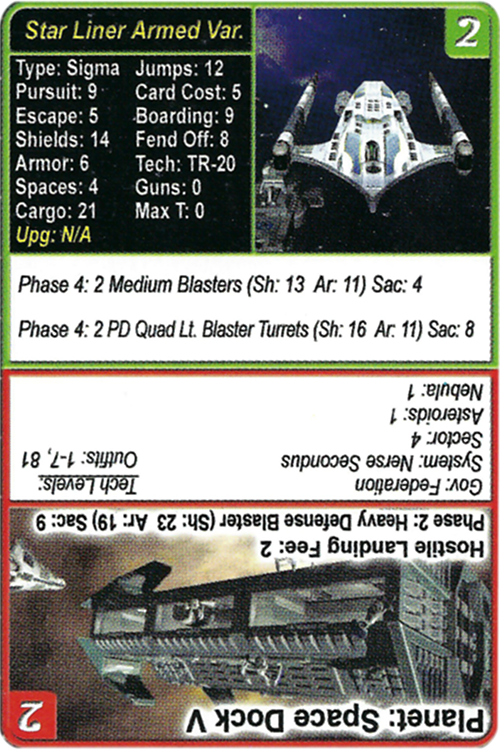 Star Liner Armed Var.
2
Type: Sigma Jumps: 12
Pursuit: 9 Card Cost: 5
Escape: 5 Boarding: 9
Shields: 14 Fend Off: 8
Armor: 6 Tech: TR-20
Spaces: 4 Guns: 0
Cargo: 21 Max T: 0
Upg: N/A
Phase 4: 2 Medium Blasters (Sh: 13 Ar: 11) Sac: 4
Phase 4: 2 PD Quad Lt. Blaster Turrets (Sh: 16 Ar: 11) Sac: 8
Planet: Space Dock V
2
Hostile Landing Fee: 2
Phase 2: Heavy Defense Blaster (Sh: 23 Ar: 19) Sac: 9
Gov: Federation Tech Levels:
System: Nerse Secondus Outfits: 1-7, 81
Sector: 4
Asteroids: 1
Nebula: 1